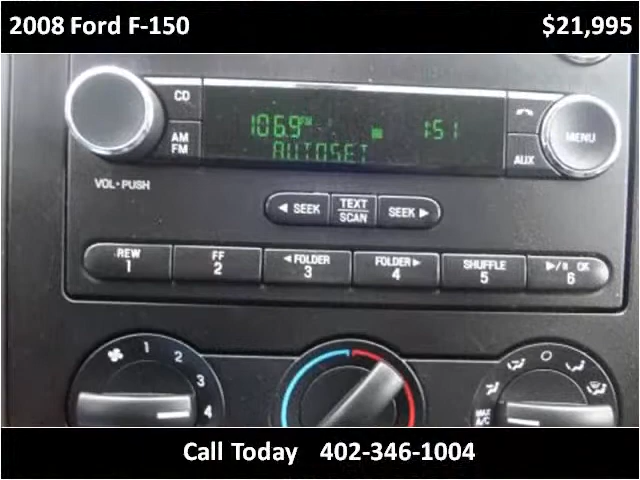 2008 Ford F-150 $21,995
CD
106.9 FM 1:51
AUTOSET
MENU
AM
FM
AUX
VOL•PUSH
◄ SEEK
TEXT
SCAN
SEEK ►
REW
1
FF
2
◄FOLDER
3
FOLDER►
4
SHUFFLE
5
►/II OK
6
1
2
3
4
MAX
A/C
Call Today 402-346-1004